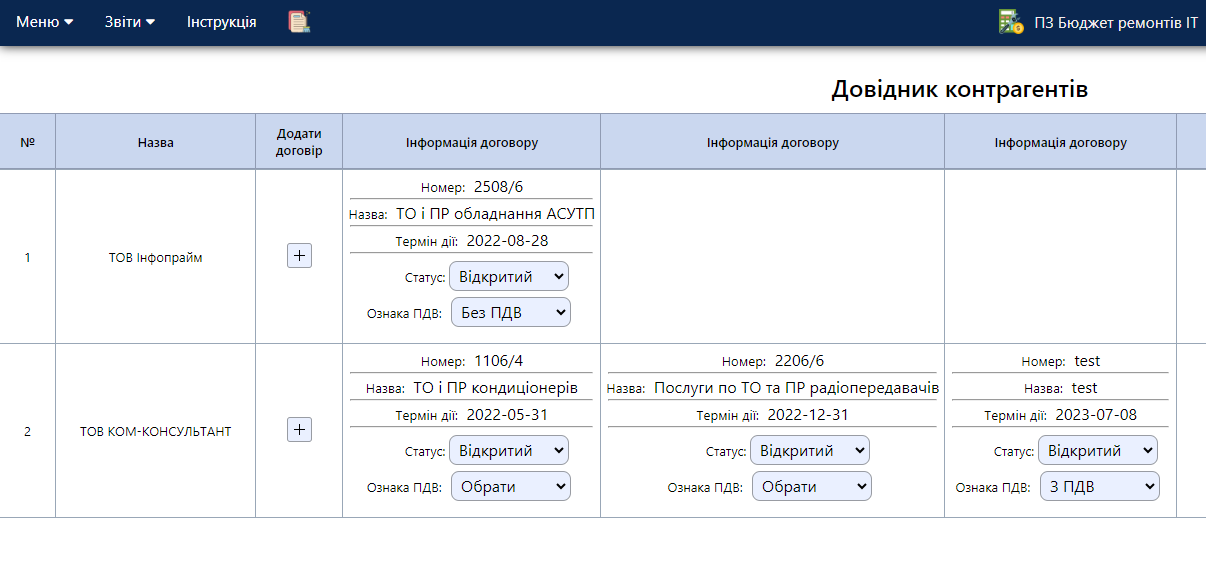 Меню Звіти Інструкція ПЗ Бюджет ремонтів ІТ
Довідник контрагентів
№ Назва Додати договір Інформація договору Інформація договору Інформація договору
1 ТОВ Інфопрайм +
Номер: 2508/6
Назва: ТО і ПР обладнання АСУТП
Термін дії: 2022-08-28
Статус: Відкритий
Ознака ПДВ: Без ПДВ
2 ТОВ КОМ-КОНСУЛЬТАНТ +
Номер: 1106/4
Назва: ТО і ПР кондиціонерів
Термін дії: 2022-05-31
Статус: Відкритий
Ознака ПДВ: Обрати
Номер: 2206/6
Назва: Послуги по ТО та ПР радіопередавачів
Термін дії: 2022-12-31
Статус: Відкритий
Ознака ПДВ: Обрати
Номер: test
Назва: test
Термін дії: 2023-07-08
Статус: Відкритий
Ознака ПДВ: З ПДВ